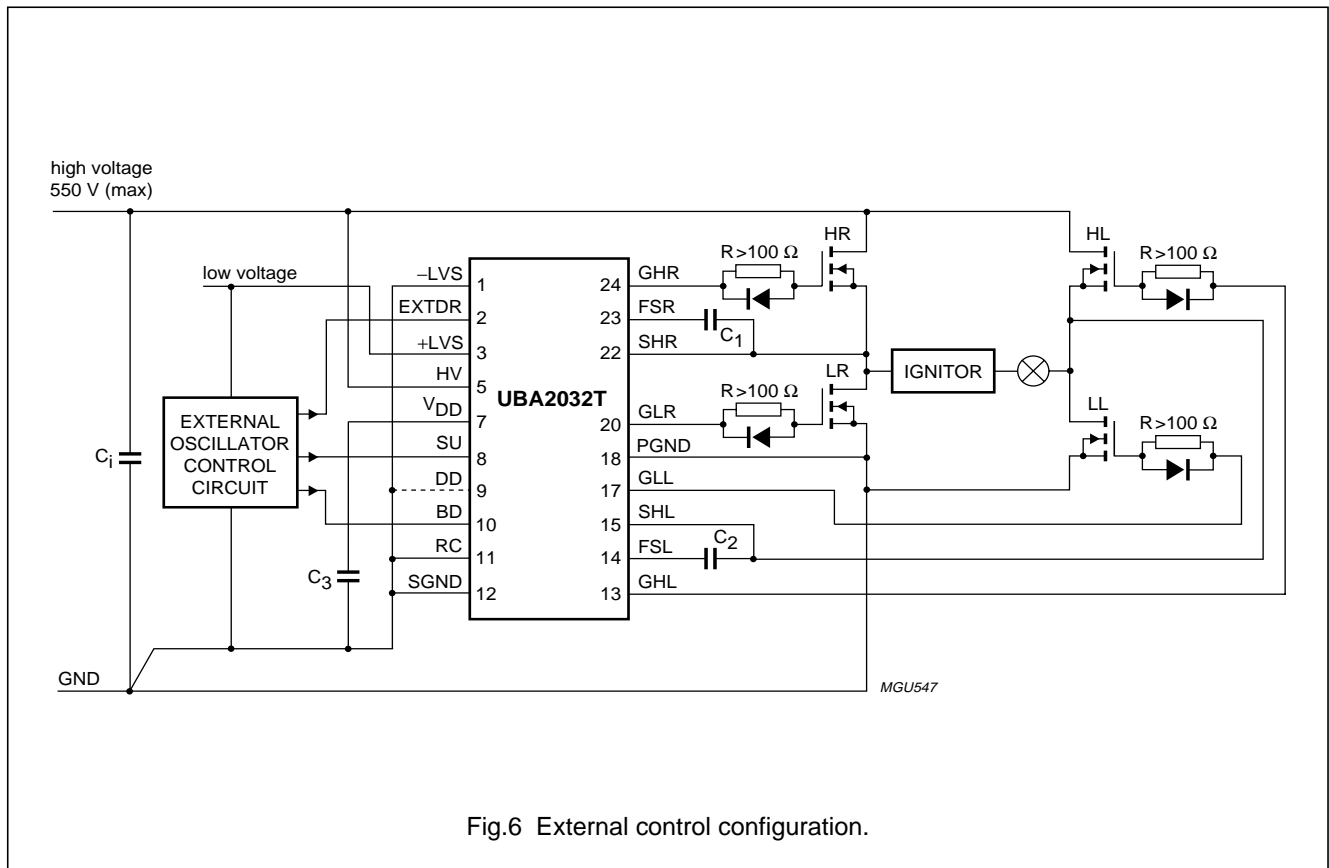 high voltage
550 V (max)
low voltage
EXTERNAL
OSCILLATOR
CONTROL
CIRCUIT
Ci
C3
GND
–LVS
EXTDR
+LVS
HV
VDD
SU
DD
BD
RC
SGND
1
2
3
5
7
8
9
10
11
12
UBA2032T
24
23
22
20
18
17
15
14
13
GHR
FSR
SHR
GLR
PGND
GLL
SHL
FSL
GHL
R>100 Ω
HR
C1
R>100 Ω
LR
C2
IGNITOR
HL
R>100 Ω
LL
R>100 Ω
MGU547
Fig.6 External control configuration.